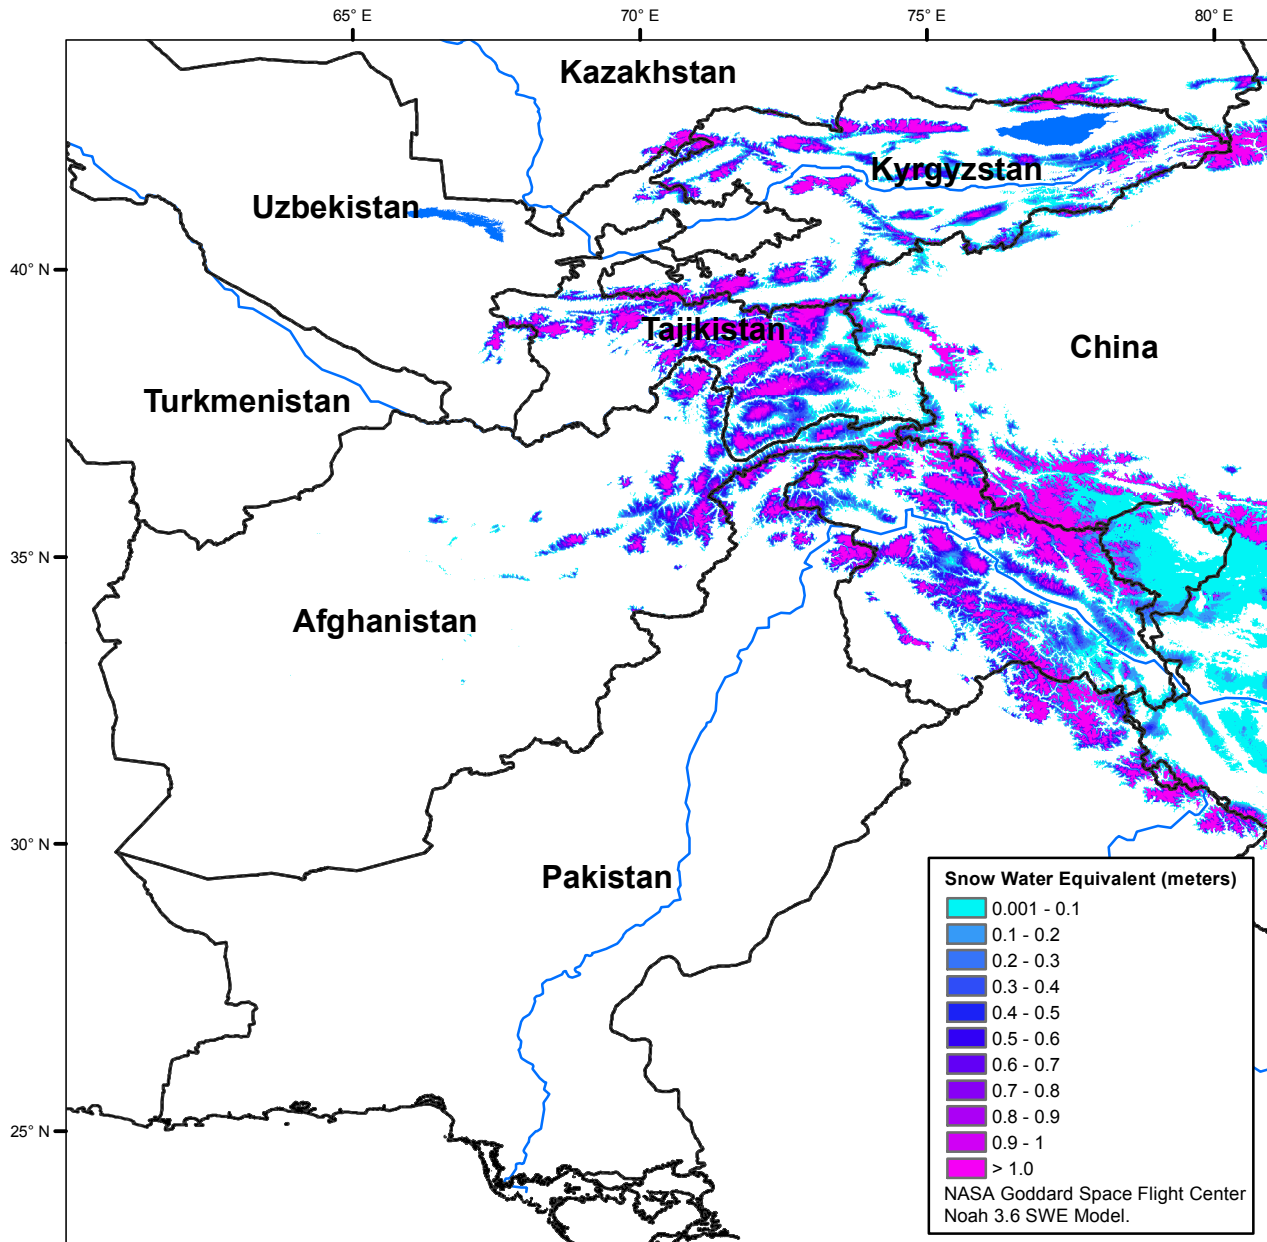 65° E
70° E
75° E
80° E
Kazakhstan
Kyrgyzstan
Uzbekistan
40° N
Tajikistan
China
Turkmenistan
35° N
Afghanistan
30° N
Pakistan
Snow Water Equivalent (meters)
0.001 - 0.1
0.1 - 0.2
0.2 - 0.3
0.3 - 0.4
0.4 - 0.5
0.5 - 0.6
0.6 - 0.7
0.7 - 0.8
0.8 - 0.9
0.9 - 1
> 1.0
NASA Goddard Space Flight Center
Noah 3.6 SWE Model.
25° N